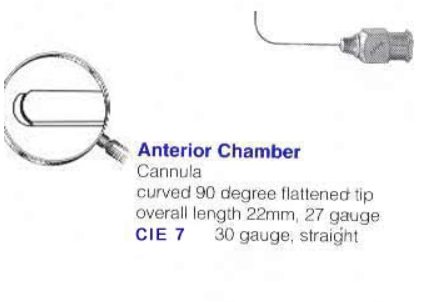 Anterior Chamber
Cannula
curved 90 degree flattened tip
overall length 22mm, 27 gauge
CIE 7 30 gauge, straight